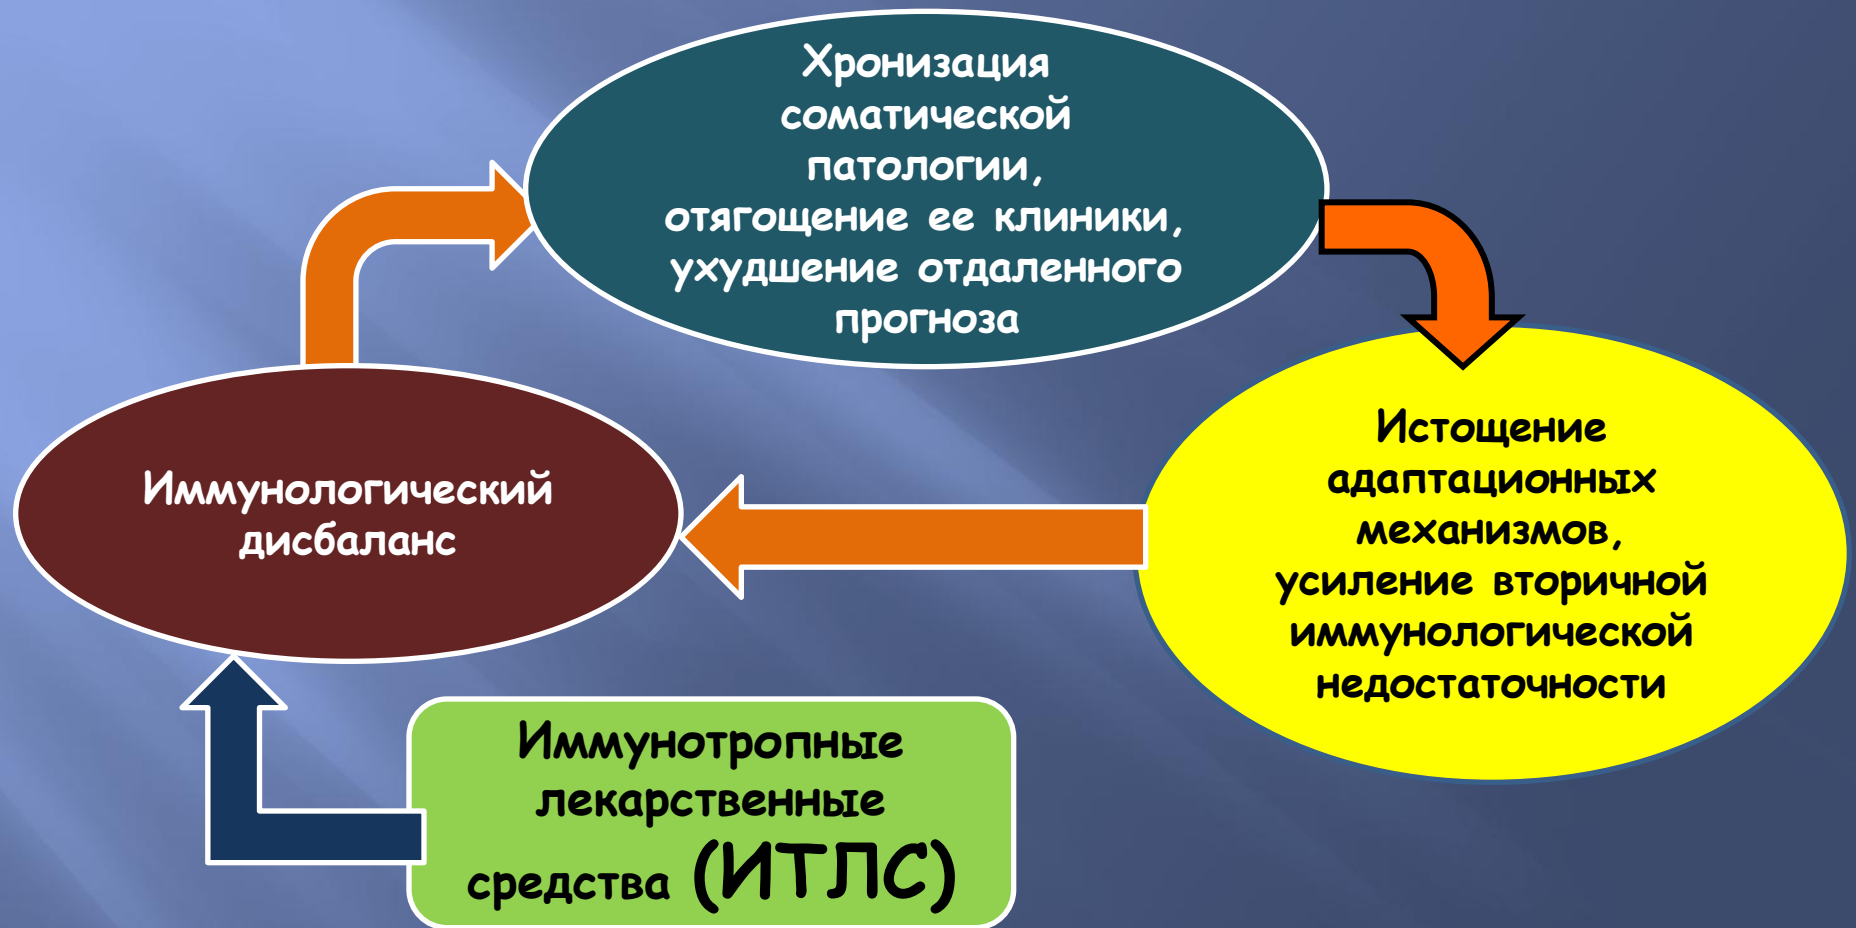 Хронизация
соматической
патологии,
отягощение ее клиники,
ухудшение отдаленного
прогноза
Истощение
адаптационных
механизмов,
усиление вторичной
иммунологической
недостаточности
Иммунологический
дисбаланс
Иммунотропные
лекарственные
средства (ИТЛС)